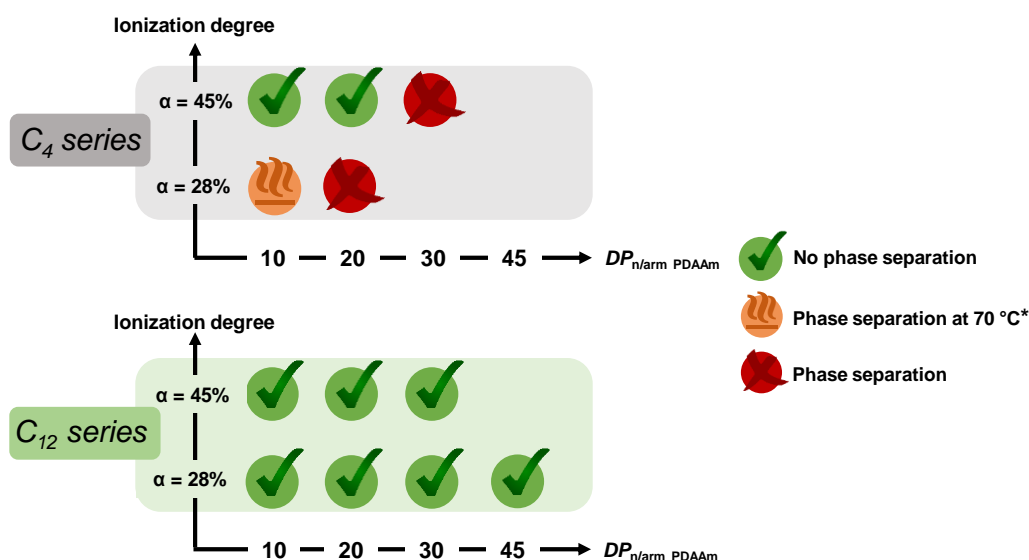 Ionization degree
α = 45%
C4 series
α = 28%
10 20 30 45 DPn/arm PDAAm
No phase separation
Phase separation at 70 °C*
Phase separation
Ionization degree
α = 45%
C12 series
α = 28%
10 20 30 45 DPn/arm PDAAm